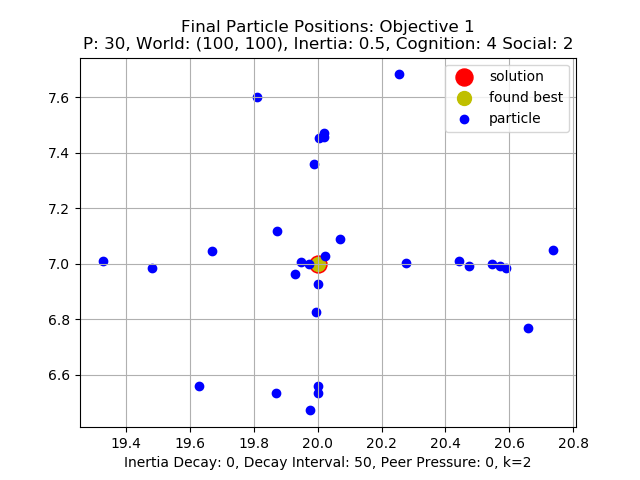 Final Particle Positions: Objective 1
P: 30, World: (100, 100), Inertia: 0.5, Cognition: 4 Social: 2
solution
found best
particle
7.6
7.4
7.2
7.0
6.8
6.6
19.4 19.6 19.8 20.0 20.2 20.4 20.6 20.8
Inertia Decay: 0, Decay Interval: 50, Peer Pressure: 0, k=2